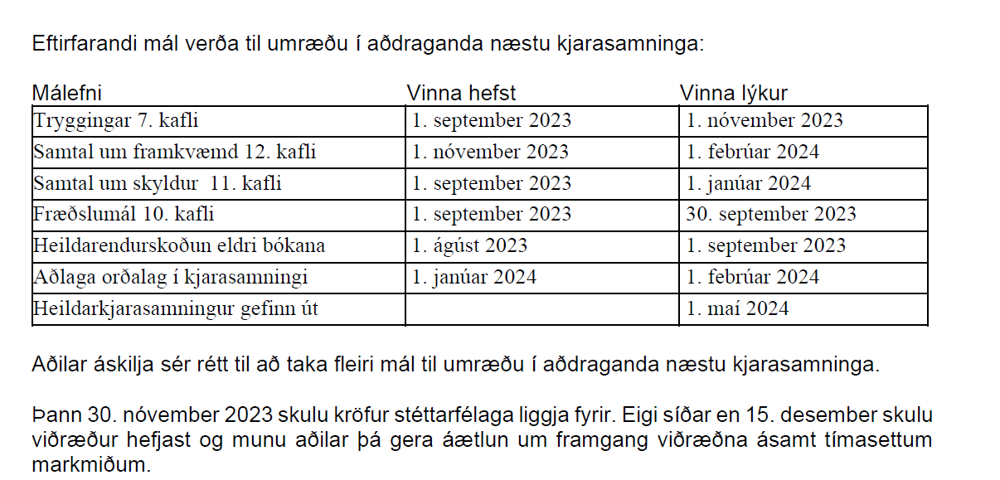 Eftirfarandi mál verða til umræðu í aðdraganda næstu kjarasamninga:
Málefni Vinna hefst Vinna lýkur
Tryggingar 7. kafli 1. september 2023 1. nóvember 2023
Samtal um framkvæmd 12. kafli 1. nóvember 2023 1. febrúar 2024
Samtal um skyldur 11. kafli 1. september 2023 1. janúar 2024
Fræðslumál 10. kafli 1. september 2023 30. september 2023
Heildarendurskoðun eldri bókana 1. ágúst 2023 1. september 2023
Aðlaga orðalag í kjarasamningi 1. janúar 2024 1. febrúar 2024
Heildarkjarasamningur gefinn út 1. maí 2024
Aðilar áskilja sér rétt til að taka fleiri mál til umræðu í aðdraganda næstu kjarasamninga.
Þann 30. nóvember 2023 skulu kröfur stéttarfélaga liggja fyrir. Eigi síðar en 15. desember skulu
viðræður hefjast og munu aðilar þá gera áætlun um framgang viðræðna ásamt tímasettum
markmiðum.